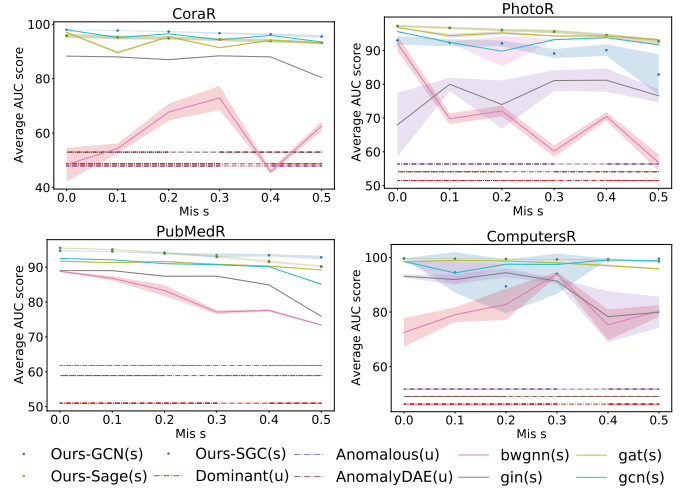 CoraR
PhotoR
Average AUC score
100
80
60
40
0.0 0.1 0.2 0.3 0.4 0.5
Mis s
Average AUC score
90
80
70
60
50
0.0 0.1 0.2 0.3 0.4 0.5
Mis s
PubMedR
ComputersR
Average AUC score
90
80
70
60
50
0.0 0.1 0.2 0.3 0.4 0.5
Mis s
Average AUC score
100
80
60
0.0 0.1 0.2 0.3 0.4 0.5
Mis s
Ours-GCN(s) Ours-SGC(s) Anomalous(u) bwgnn(s) gat(s)
Ours-Sage(s) Dominant(u) AnomalyDAE(u) gin(s) gcn(s)